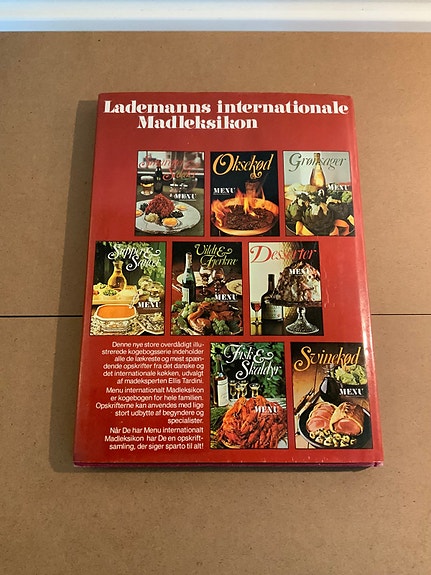 Lademanns internationale
Madleksikon
MENU
Oksekød
MENU
Grønsager
MENU
Supper &
Saucer
MENU
Vildt &
Fjerkræ
MENU
Desserter
MENU
Denne nye store overdådigt illu-
strerede kogebogsserie indeholder
alle de lækreste og mest spæn-
dende opskrifter fra det danske og
det internationale køkken, udvalgt
af madeksperten Ellis Tardini.
Menu internationalt Madleksikon
er kogebogen for hele familien.
Opskrifterne kan anvendes med lige
stort udbytte af begyndere og
specialister.
Når De har Menu internationalt
Madleksikon har De en opskrift-
samling, der siger sparto til alt!
Fisk &
Skaldyr
MENU
Svinekød
MENU